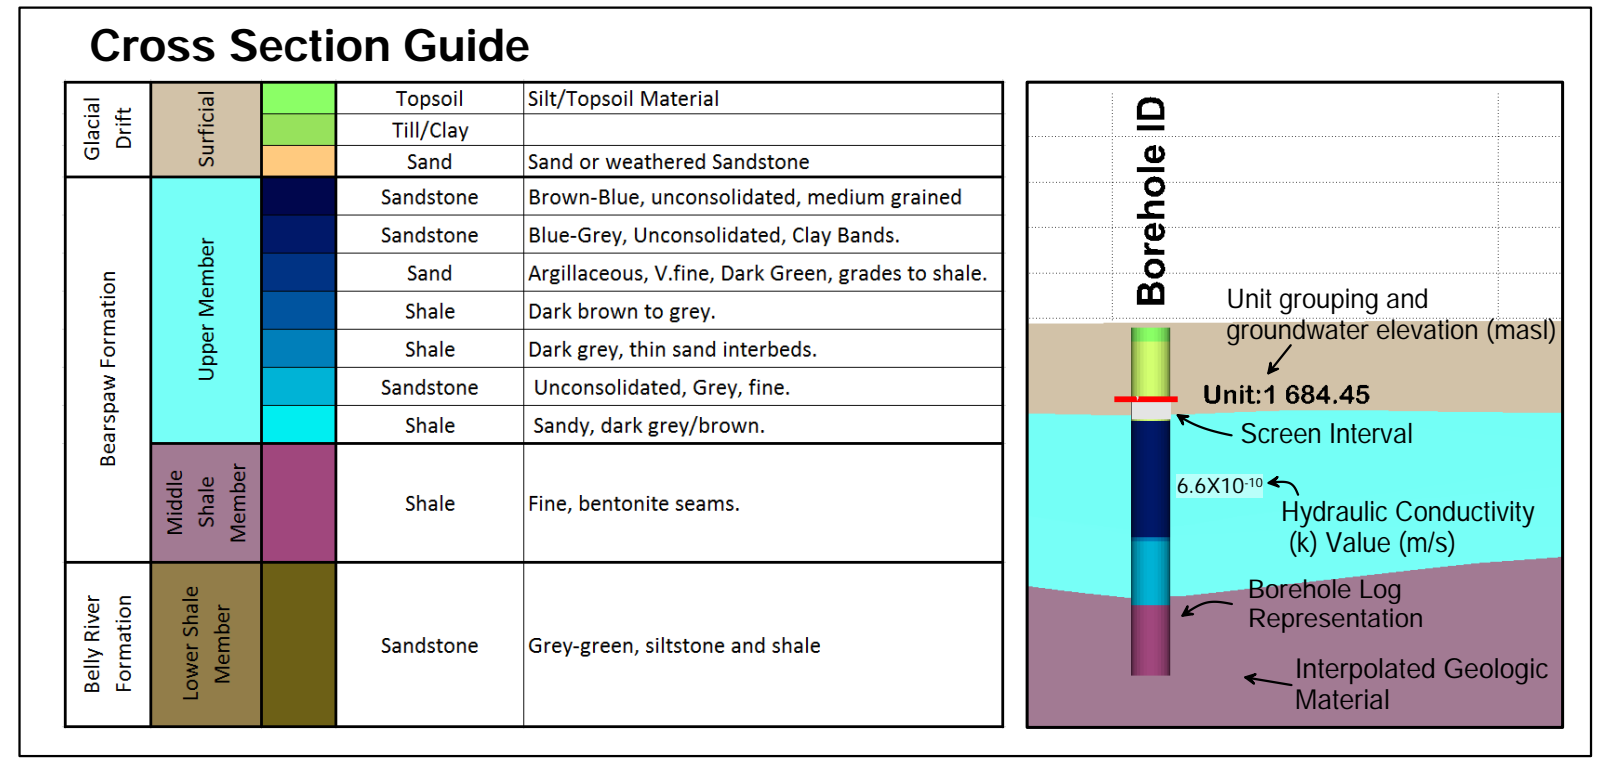 Cross Section Guide
Glacial
Drift
Surficial
Topsoil
Silt/Topsoil Material
Till/Clay
Sand
Sand or weathered Sandstone
Bearspaw Formation
Upper Member
Sandstone
Brown-Blue, unconsolidated, medium grained
Sandstone
Blue-Grey, Unconsolidated, Clay Bands.
Sand
Argillaceous, V.fine, Dark Green, grades to shale.
Shale
Dark brown to grey.
Shale
Dark grey, thin sand interbeds.
Sandstone
Unconsolidated, Grey, fine.
Shale
Sandy, dark grey/brown.
Middle
Shale
Member
Shale
Fine, bentonite seams.
Belly River
Formation
Lower Shale
Member
Sandstone
Grey-green, siltstone and shale
Borehole ID
Unit grouping and
groundwater elevation (masl)
Unit:1 684.45
Screen Interval
6.6X10⁻¹⁰
Hydraulic Conductivity
(k) Value (m/s)
Borehole Log
Representation
Interpolated Geologic
Material